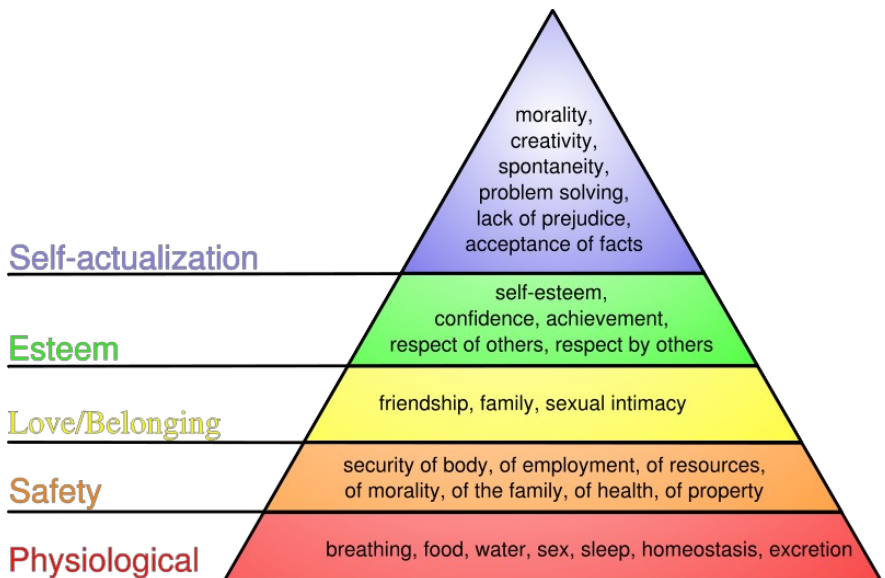 morality,
creativity,
spontaneity,
problem solving,
lack of prejudice,
acceptance of facts
Self-actualization
self-esteem,
confidence, achievement,
respect of others, respect by others
Esteem
friendship, family, sexual intimacy
Love/Belonging
security of body, of employment, of resources,
of morality, of the family, of health, of property
Safety
breathing, food, water, sex, sleep, homeostasis, excretion
Physiological